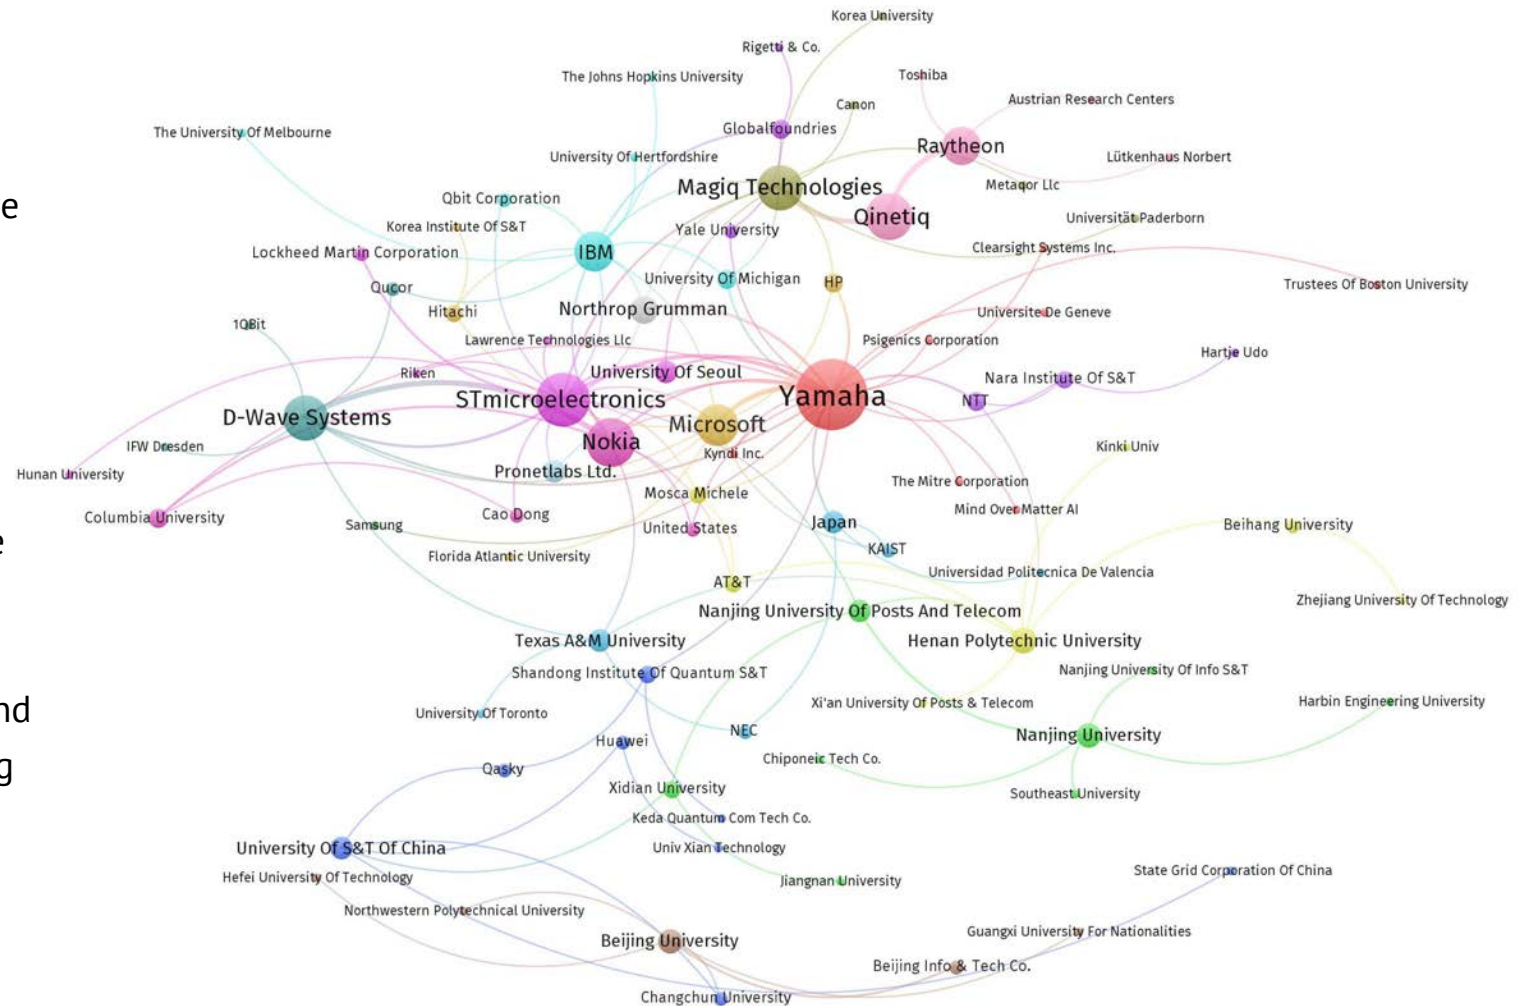 Korea University
Rigetti & Co.
The Johns Hopkins University
Toshiba
Austrian Research Centers
Canon
The University Of Melbourne
Globalfoundries
Raytheon
University Of Hertfordshire
Lütkenhaus Norbert
Magiq Technologies
Metaqor Llc
Qbit Corporation
e
Qinetiq
Universität Paderborn
Korea Institute Of S&T
Yale University
Clearsight Systems Inc.
Lockheed Martin Corporation
IBM
University Of Michigan
HP
Trustees Of Boston University
Qucor
Northrop Grumman
Hitachi
Universite De Geneve
1QBit
Lawrence Technologies Llc
Psigenics Corporation
Hartje Udo
Riken
University Of Seoul
Nara Institute Of S&T
STmicroelectronics
Yamaha
NTT
D-Wave Systems
Microsoft
Nokia
IFW Dresden
Kyndi Inc.
Kinki Univ
Hunan University
Pronetlabs Ltd.
The Mitre Corporation
Mosca Michele
Mind Over Matter AI
Columbia University
Cao Dong
Samsung
United States
Japan
Beihang University
e
Florida Atlantic University
KAIST
Universidad Politecnica De Valencia
AT&T
Zhejiang University Of Technology
Nanjing University Of Posts And Telecom
Texas A&M University
Henan Polytechnic University
Shandong Institute Of Quantum S&T
Nanjing University Of Info S&T
nd
University Of Toronto
Xi'an University Of Posts & Telecom
Harbin Engineering University
NEC
Huawei
Nanjing University
g
Qasky
Chiponeic Tech Co.
Xidian University
Southeast University
Keda Quantum Com Tech Co.
University Of S&T Of China
Univ Xian Technology
Hefei University Of Technology
Jiangnan University
State Grid Corporation Of China
Northwestern Polytechnical University
Beijing University
Guangxi University For Nationalities
Beijing Info & Tech Co.
Changchun University